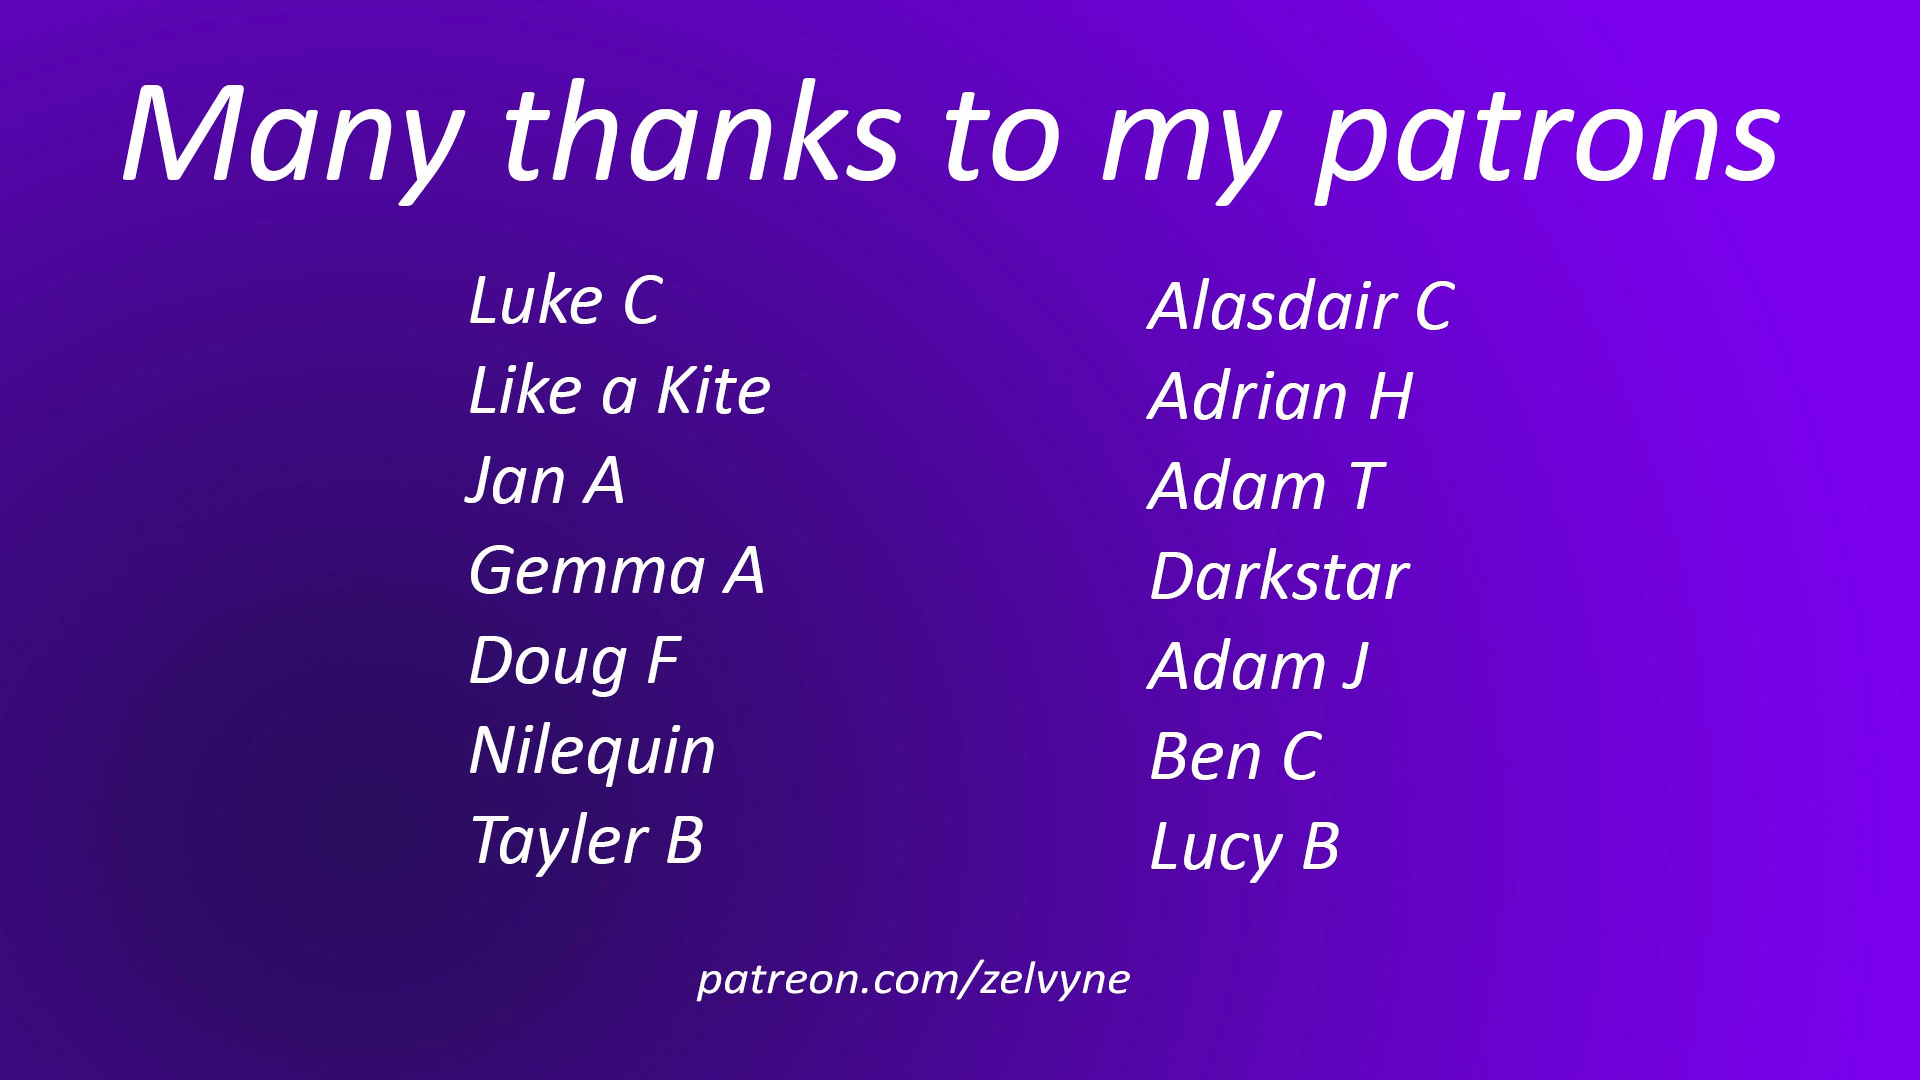 Many thanks to my patrons
Luke C
Like a Kite
Jan A
Gemma A
Doug F
Nilequin
Tayler B
Alasdair C
Adrian H
Adam T
Darkstar
Adam J
Ben C
Lucy B
patreon.com/zelvyne